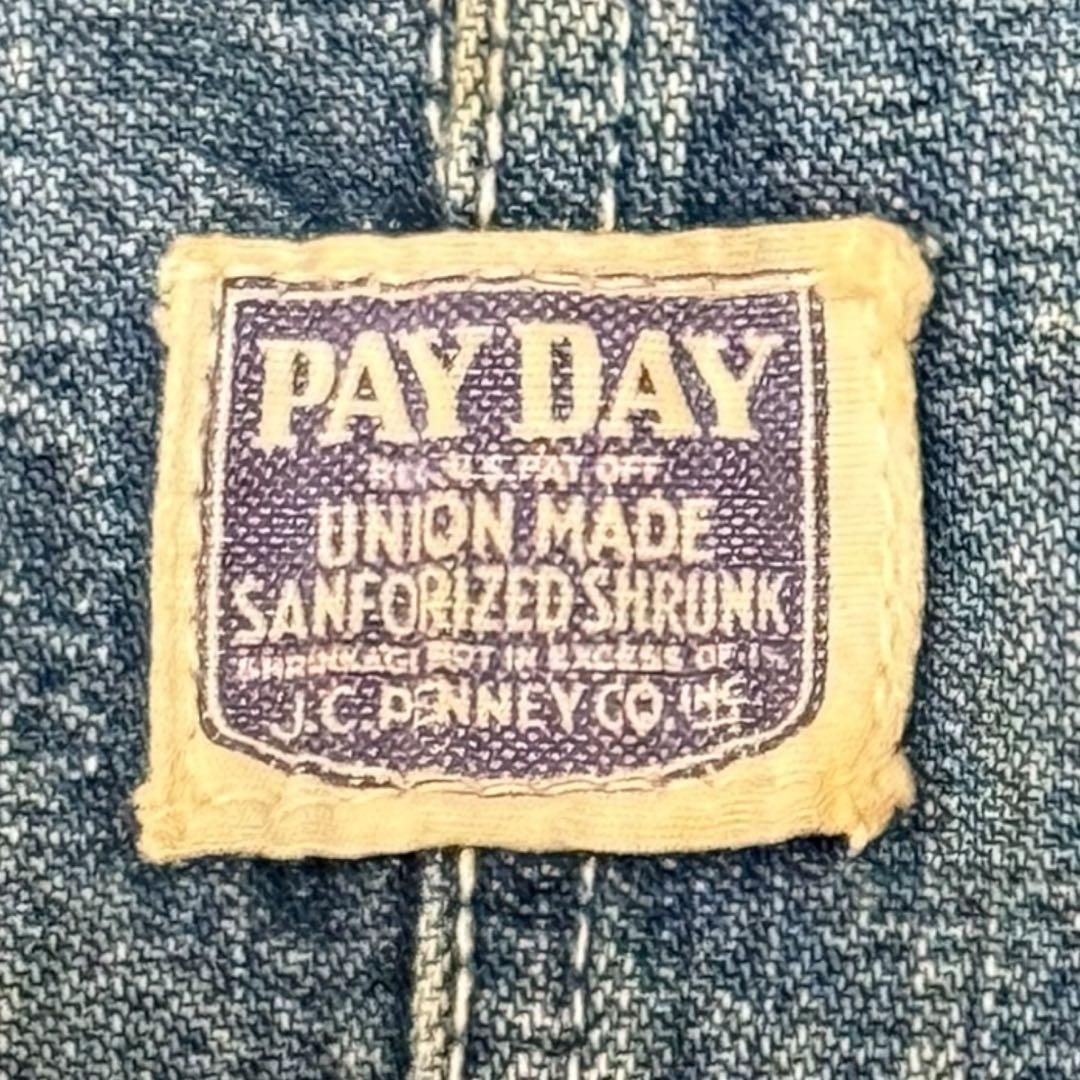 PAY DAY
REG. U.S. PAT. OFF.
UNION MADE
SANFORIZED SHRUNK
SHRINKAGE NOT IN EXCESS OF 1%
J.C. PENNEY CO. INC